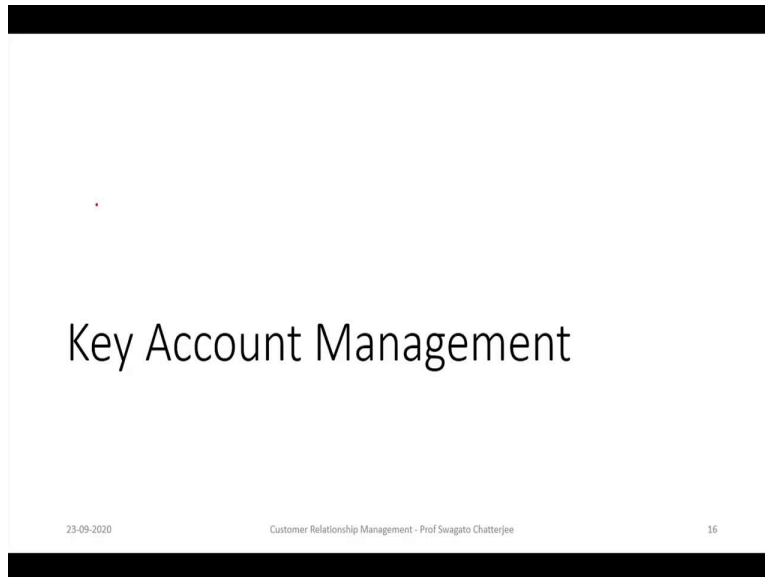 Key Account Management
23-09-2020 Customer Relationship Management - Prof Swagato Chatterjee 16